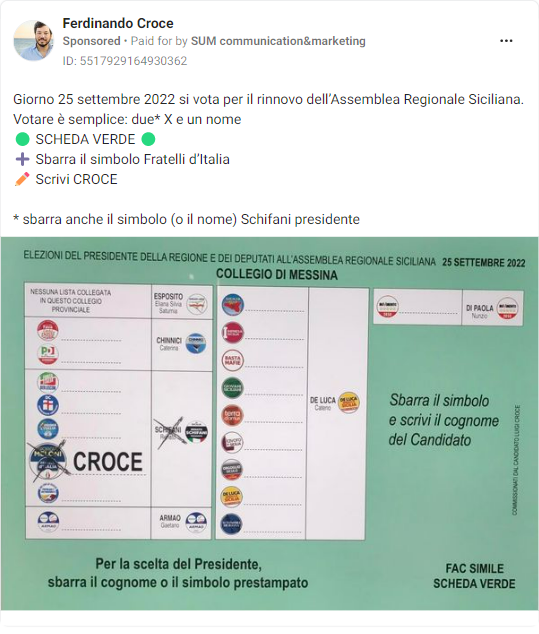 Ferdinando Croce
Sponsored • Paid for by SUM communication&marketing
ID: 5517929164930362
Giorno 25 settembre 2022 si vota per il rinnovo dell'Assemblea Regionale Siciliana.
Votare è semplice: due* X e un nome
SCHEDA VERDE
Sbarra il simbolo Fratelli d'Italia
Scrivi CROCE
* sbarra anche il simbolo (o il nome) Schifani presidente
ELEZIONI DEL PRESIDENTE DELLA REGIONE E DEI DEPUTATI ALL'ASSEMBLEA REGIONALE SICILIANA 25 SETTEMBRE 2022
COLLEGIO DI MESSINA
NESSUNA LISTA COLLEGATA
IN QUESTO COLLEGIO
PROVINCIALE
ESPOSITO
Eliana Silvia
Saturnia
CHINNICI
Caterina
PD
SCHIFANI
MELONI
CROCE
ARMAO
Gaetano
BASTA
MAFIE
DE LUCA
Cateno
DI PAOLA
Nunzio
Sbarra il simbolo
e scrivi il cognome
del Candidato
COMMISSIONATI DAL CANDIDATO LUIGI CROCE
Per la scelta del Presidente,
sbarra il cognome o il simbolo prestampato
FAC SIMILE
SCHEDA VERDE